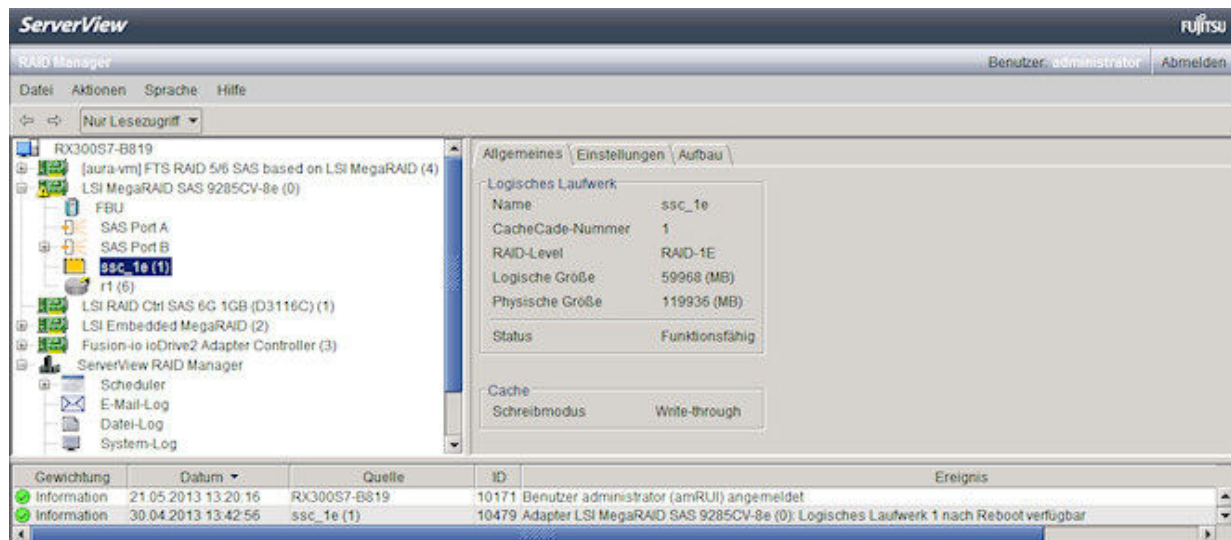 ServerView
FUJITSU
RAID Manager
Benutzer: administrator
Abmelden
Datei Aktionen Sprache Hilfe
Nur Lesezugriff
RX300S7-B819
[aura-vm] FTS RAID 5/6 SAS based on LSI MegaRAID (4)
LSI MegaRAID SAS 9285CV-8e (0)
FBU
SAS Port A
SAS Port B
ssc_1e (1)
r1 (6)
LSI RAID Ctrl SAS 6G 1GB (D3116C) (1)
LSI Embedded MegaRAID (2)
Fusion-io ioDrive2 Adapter Controller (3)
ServerView RAID Manager
Scheduler
E-Mail-Log
Datei-Log
System-Log
Allgemeines Einstellungen Aufbau
Logisches Laufwerk
Name ssc_1e
CacheCade-Nummer 1
RAID-Level RAID-1E
Logische Größe 59968 (MB)
Physische Größe 119936 (MB)
Status Funktionsfähig
Cache
Schreibmodus Write-through
Gewichtung Datum Quelle ID Ereignis
Information 21.05.2013 13:20:16 RX300S7-B819 10171 Benutzer administrator (amRUI) angemeldet
Information 30.04.2013 13:42:56 ssc_1e (1) 10479 Adapter LSI MegaRAID SAS 9285CV-8e (0): Logisches Laufwerk 1 nach Reboot verfügbar